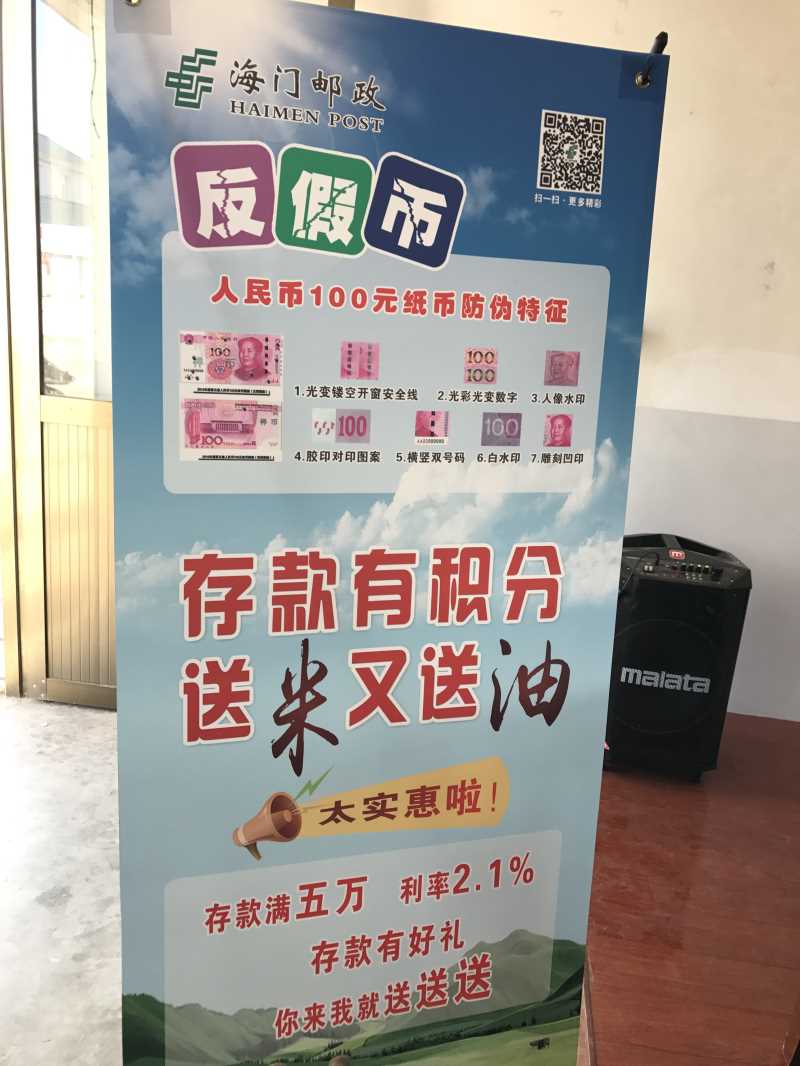 海门邮政
HAIMEN POST
扫一扫·更多精彩
反假币
人民币100元纸币防伪特征
1.光变镂空开窗安全线 2.光彩光变数字 3.人像水印
4.胶印对印图案 5.横竖双号码 6.白水印 7.雕刻凹印
存款有积分
送米又送油
太实惠啦!
存款满五万 利率2.1%
存款有好礼
你来我就送送送
malata